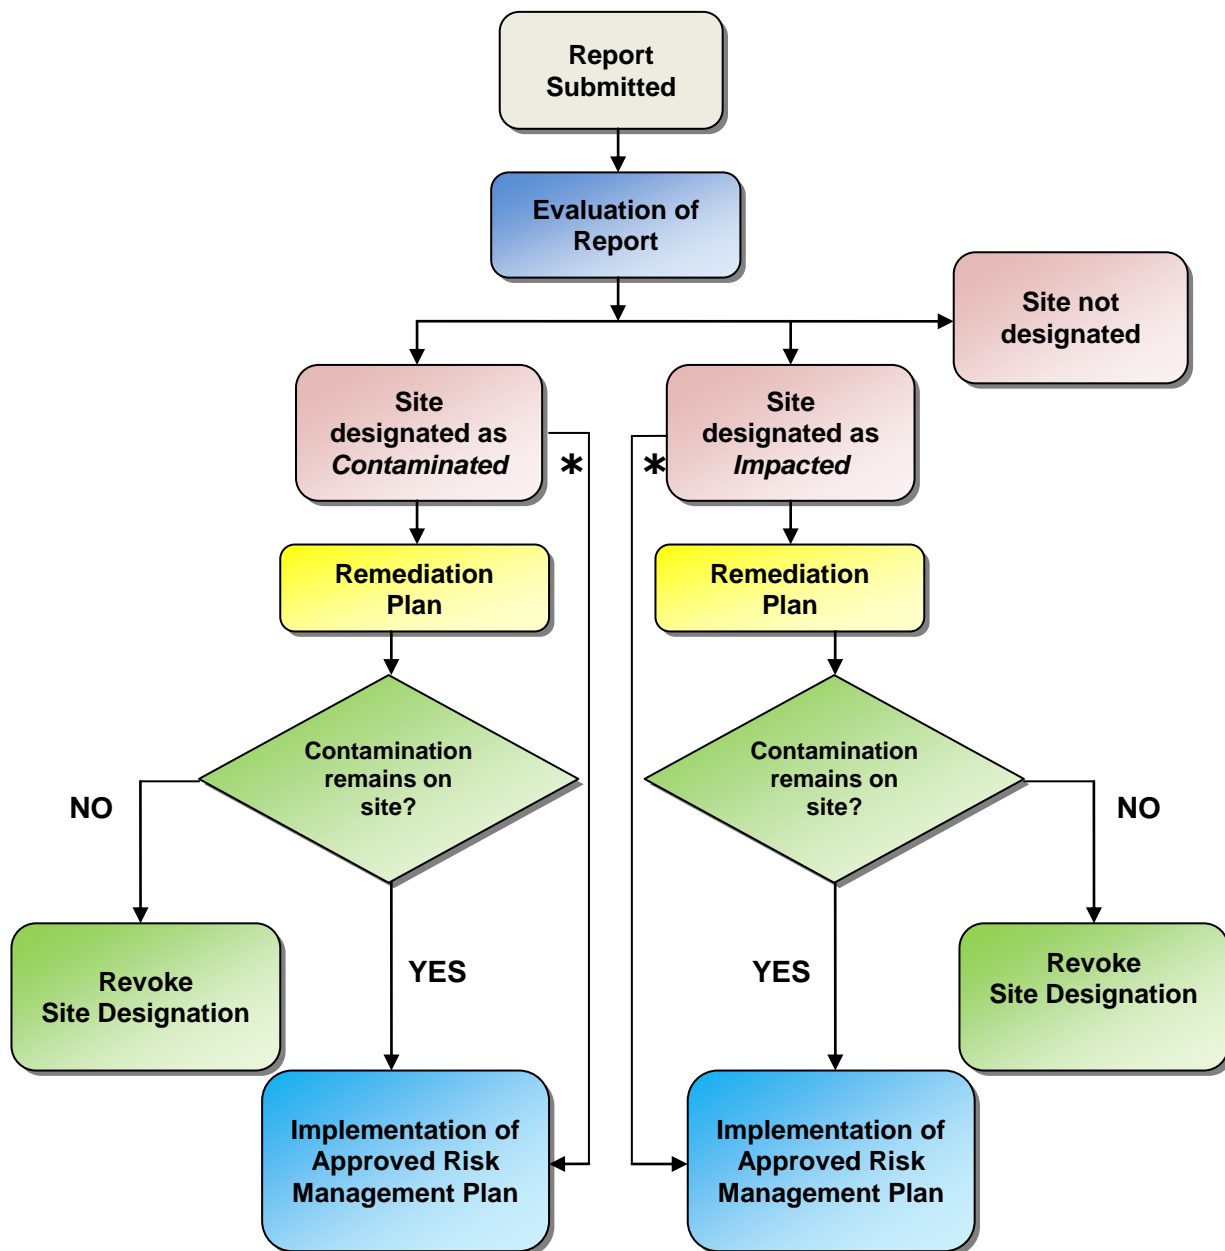 Report
Submitted
Evaluation of
Report
Site not
designated
Site
designated as
Contaminated
*
Site
designated as
Impacted
*
Remediation
Plan
Remediation
Plan
Contamination
remains on
site?
Contamination
remains on
site?
NO
NO
YES
YES
Revoke
Site Designation
Revoke
Site Designation
Implementation of
Approved Risk
Management Plan
Implementation of
Approved Risk
Management Plan